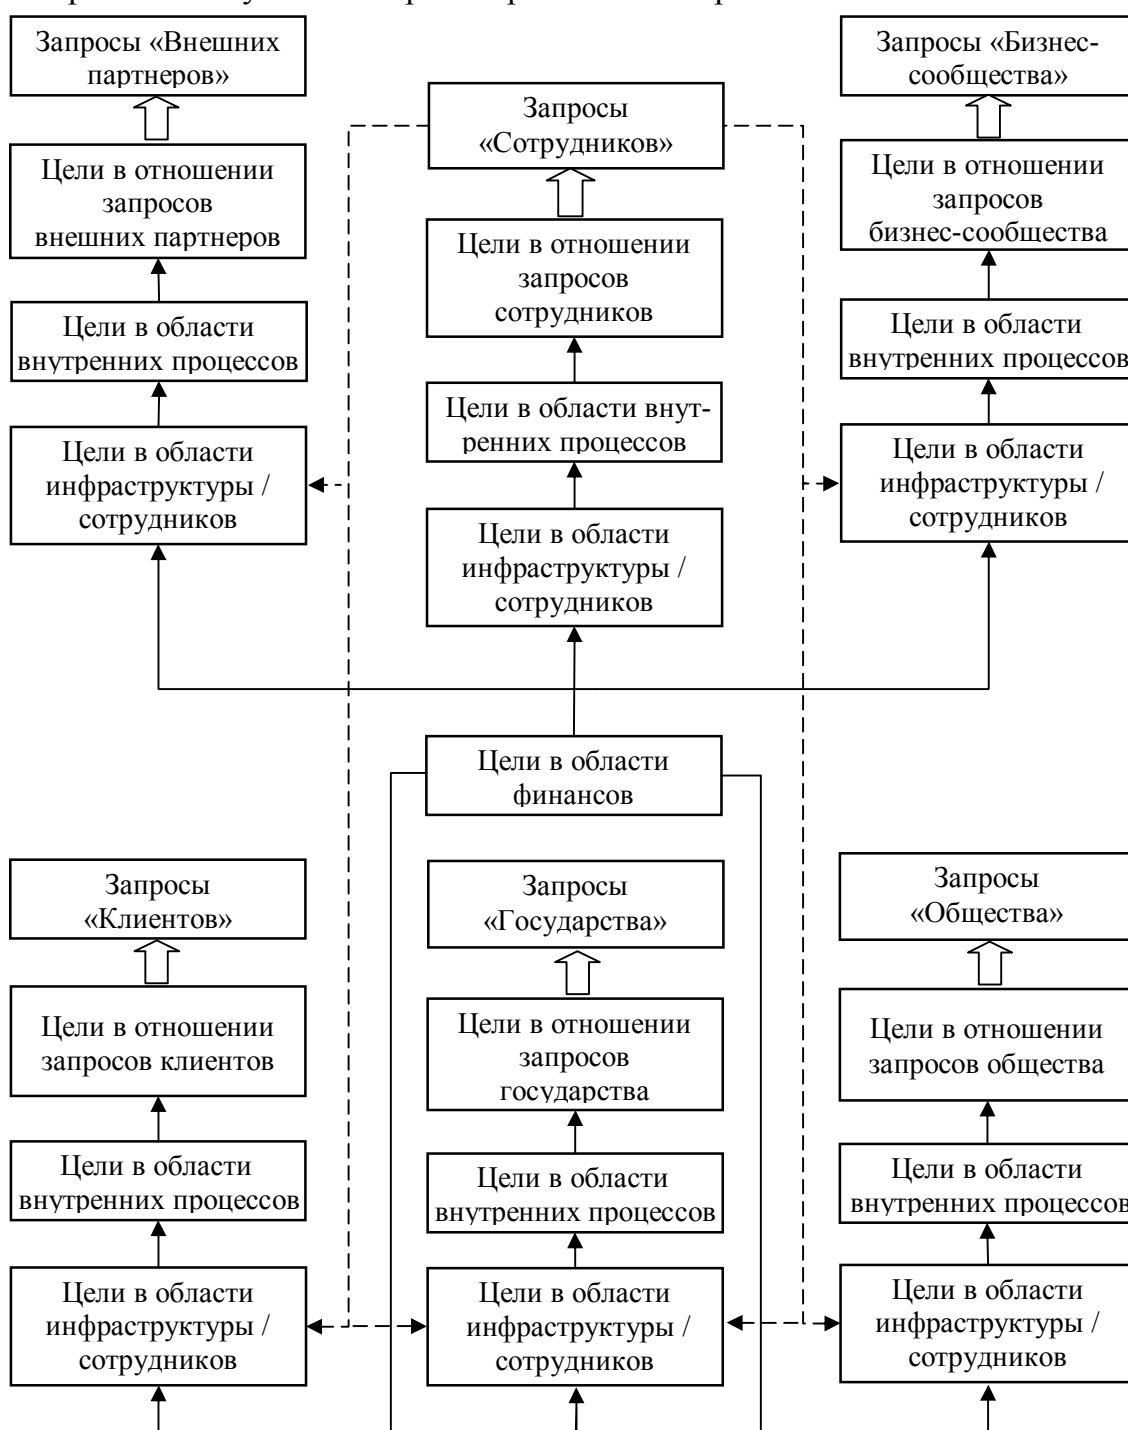 Запросы «Внешних
партнеров»
Запросы
«Сотрудников»
Запросы «Бизнес-
сообщества»
Цели в отношении
запросов
внешних партнеров
Цели в отношении
запросов
сотрудников
Цели в отношении
запросов
бизнес-сообщества
Цели в области
внутренних процессов
Цели в области внут-
ренних процессов
Цели в области
внутренних процессов
Цели в области
инфраструктуры /
сотрудников
Цели в области
инфраструктуры /
сотрудников
Цели в области
инфраструктуры /
сотрудников
Цели в области
финансов
Запросы
«Клиентов»
Запросы
«Государства»
Запросы
«Общества»
Цели в отношении
запросов клиентов
Цели в отношении
запросов
государства
Цели в отношении
запросов общества
Цели в области
внутренних процессов
Цели в области
внутренних процессов
Цели в области
внутренних процессов
Цели в области
инфраструктуры /
сотрудников
Цели в области
инфраструктуры /
сотрудников
Цели в области
инфраструктуры /
сотрудников